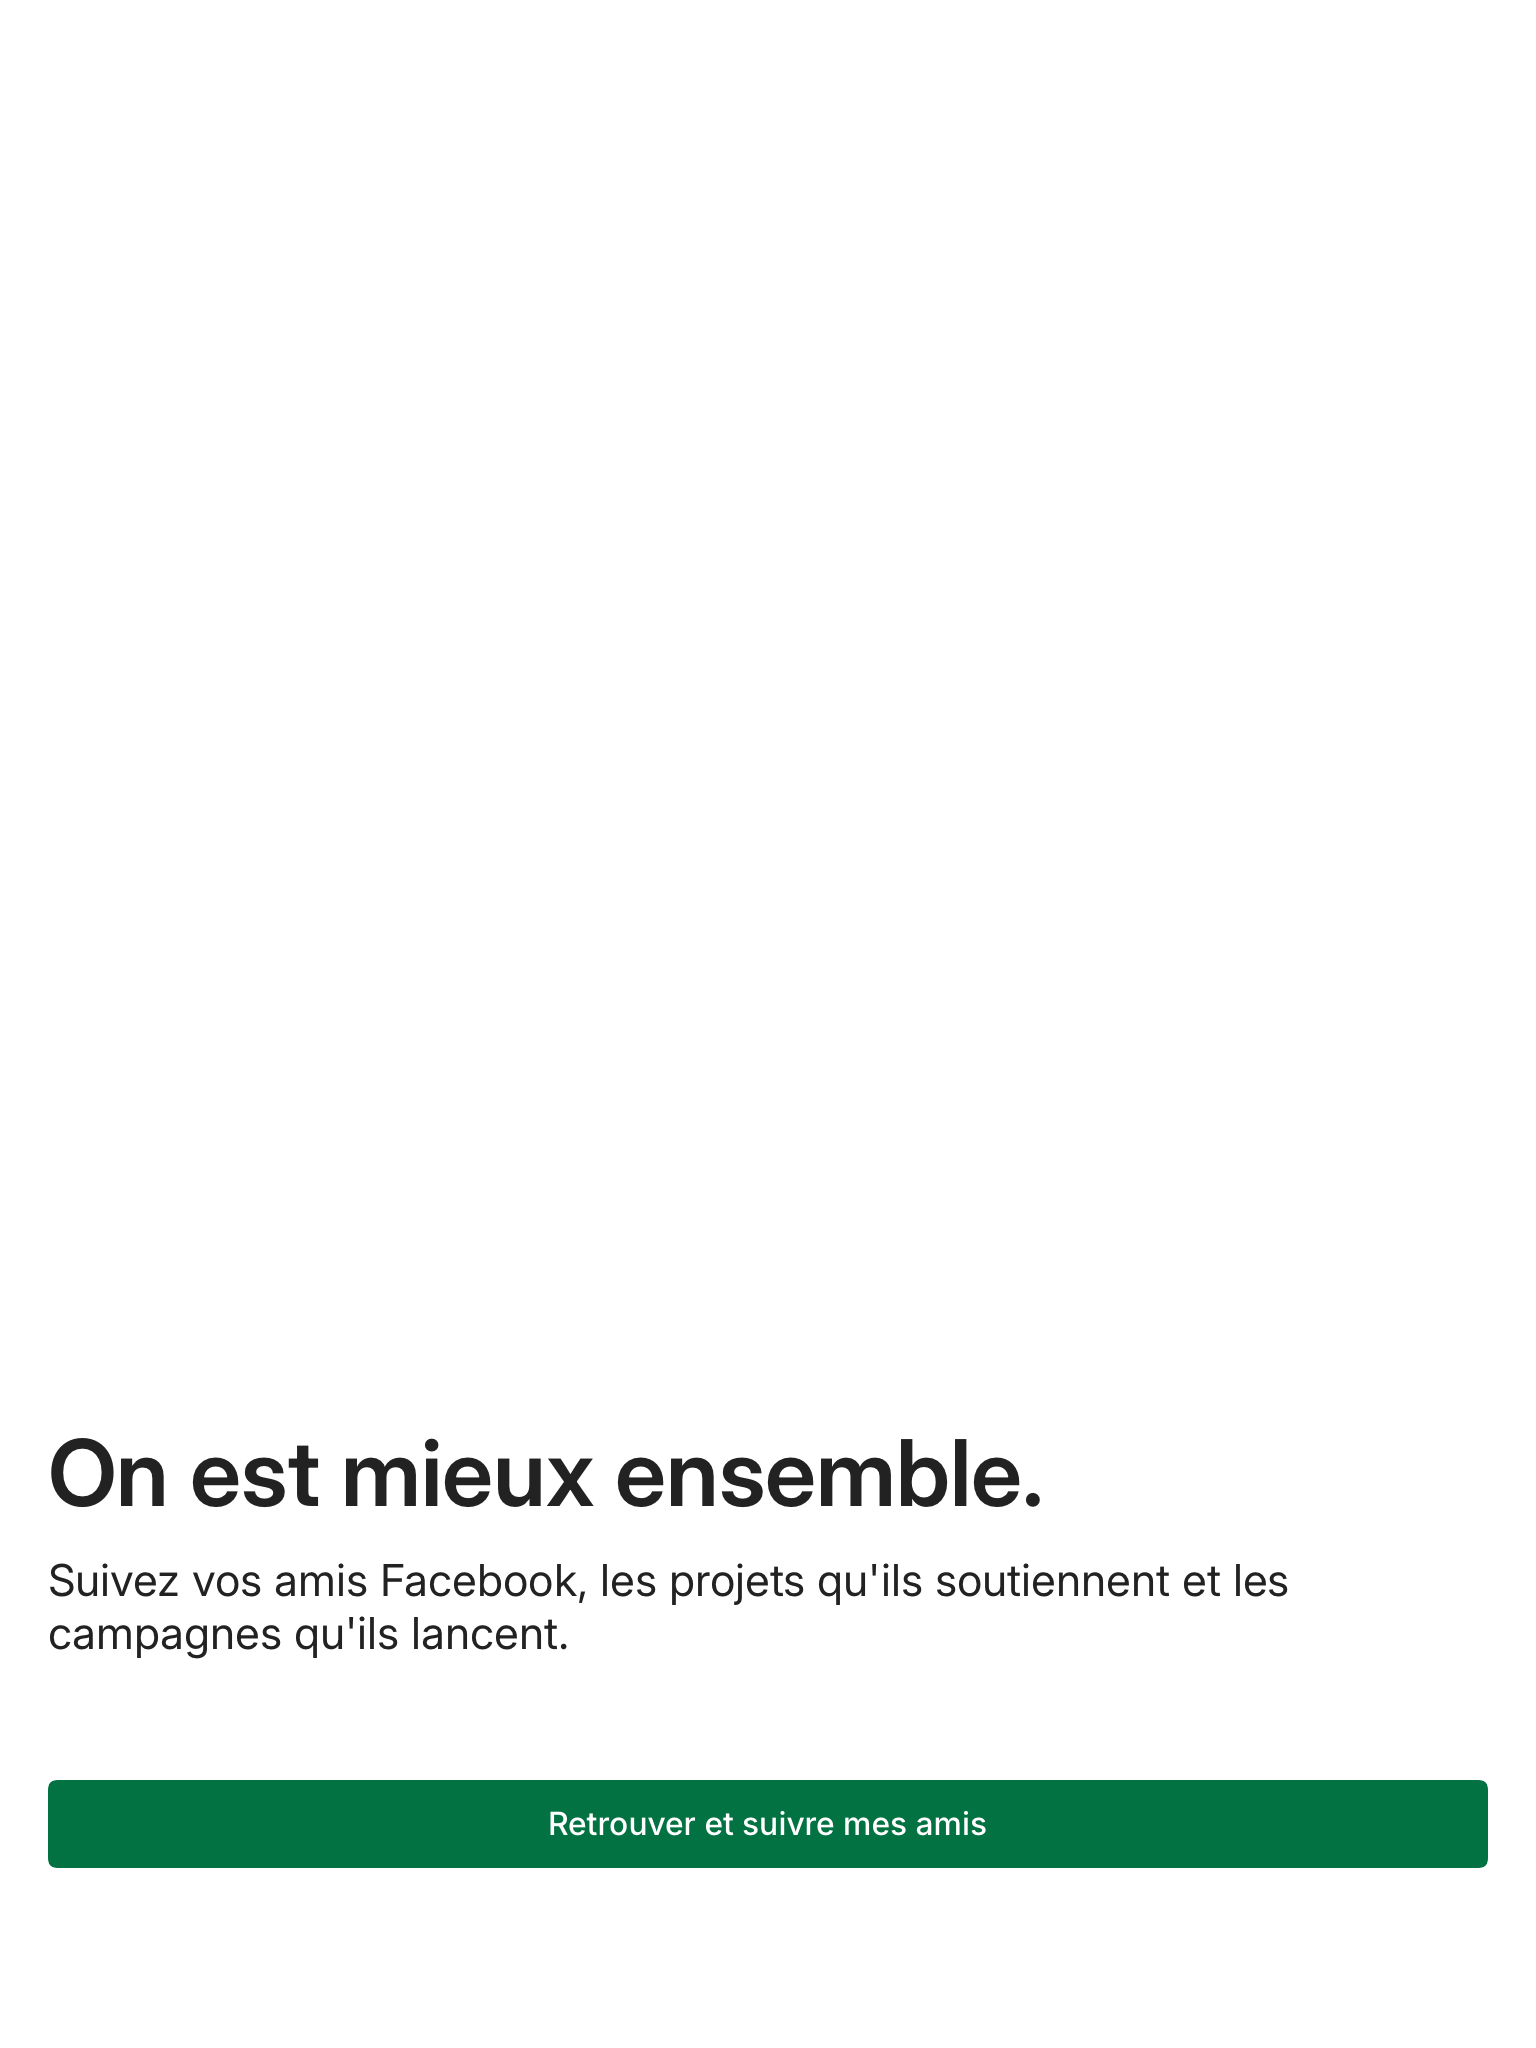 On est mieux ensemble.
Suivez vos amis Facebook, les projets qu'ils soutiennent et les
campagnes qu'ils lancent.
Retrouver et suivre mes amis